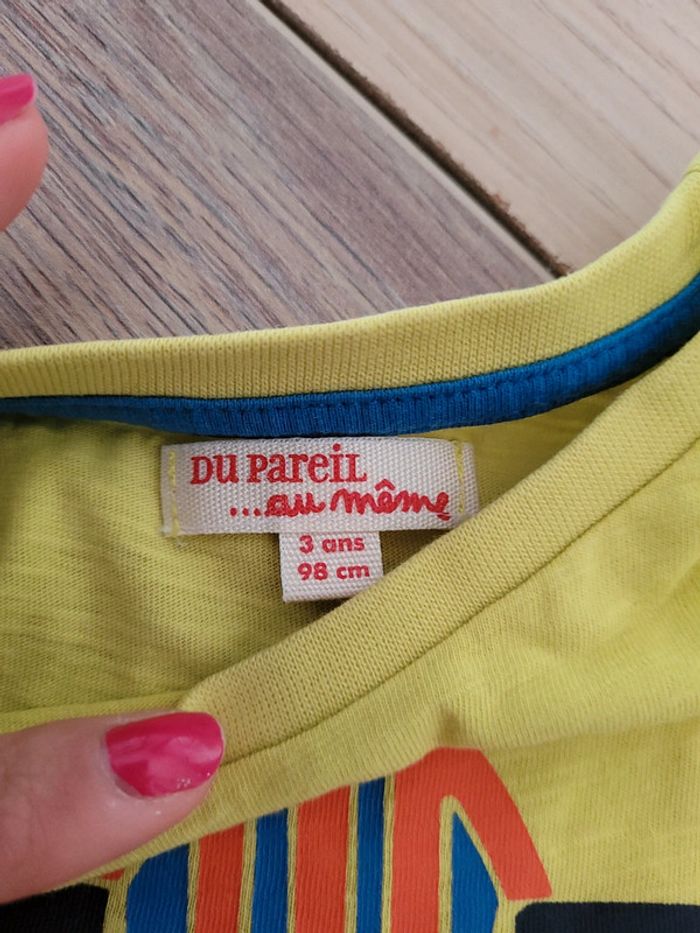 DU PAREIL
...au même
3 ans
98 cm